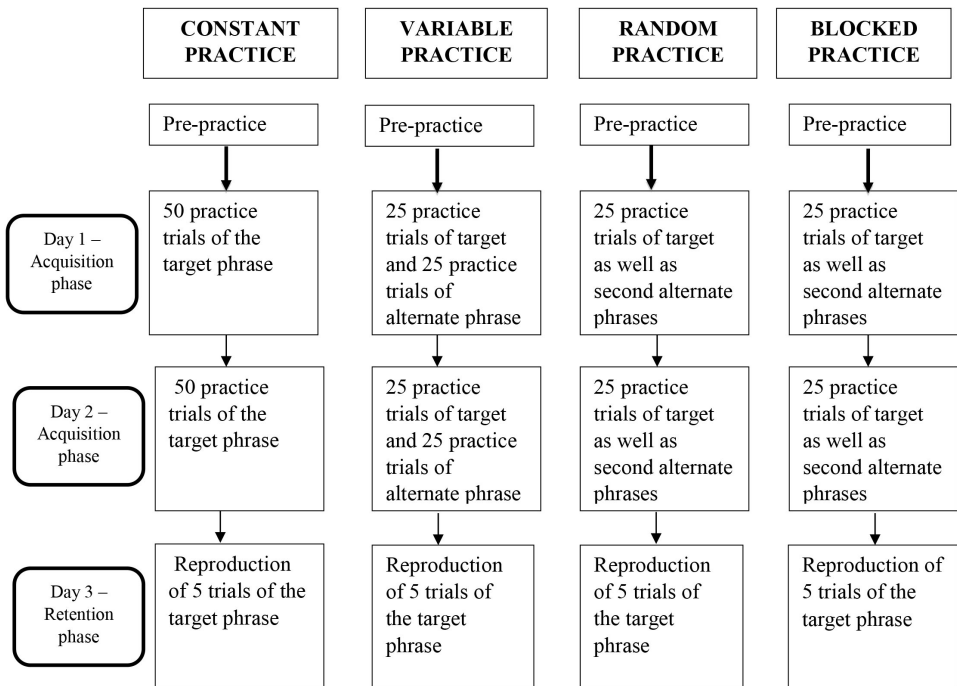 CONSTANT
PRACTICE
VARIABLE
PRACTICE
RANDOM
PRACTICE
BLOCKED
PRACTICE
Pre-practice
Pre-practice
Pre-practice
Pre-practice
Day 1 –
Acquisition
phase
50 practice
trials of the
target phrase
25 practice
trials of target
and 25 practice
trials of
alternate phrase
25 practice
trials of target
as well as
second alternate
phrases
25 practice
trials of target
as well as
second alternate
phrases
Day 2 –
Acquisition
phase
50 practice
trials of the
target phrase
25 practice
trials of target
and 25 practice
trials of
alternate phrase
25 practice
trials of target
as well as
second alternate
phrases
25 practice
trials of target
as well as
second alternate
phrases
Day 3 –
Retention
phase
Reproduction
of 5 trials of the
target phrase
Reproduction
of 5 trials of
the target
phrase
Reproduction
of 5 trials of
the target
phrase
Reproduction of
5 trials of the
target phrase